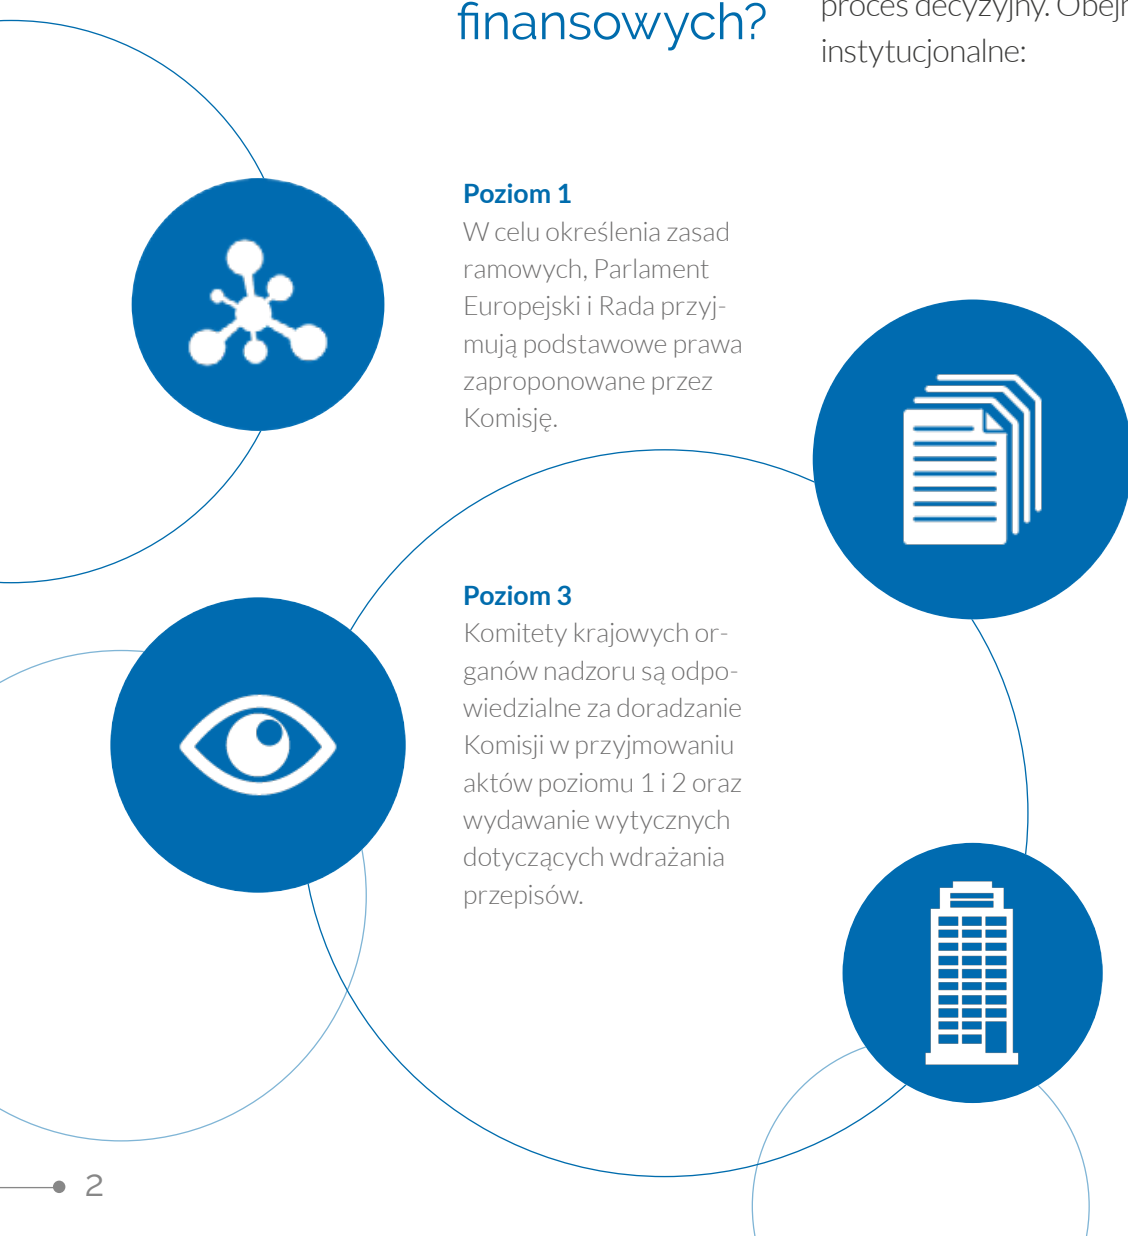 finansowych?
proces decyzyjny.
instytucjonalne:
Poziom 1
W celu określenia zasad
ramowych, Parlament
Europejski i Rada przyj-
mują podstawowe prawa
zaproponowane przez
Komisję.
Poziom 3
Komitety krajowych or-
ganów nadzoru są odpo-
wiedzialne za doradzanie
Komisji w przyjmowaniu
aktów poziomu 1 i 2 oraz
wydawanie wytycznych
dotyczących wdrażania
przepisów.
2